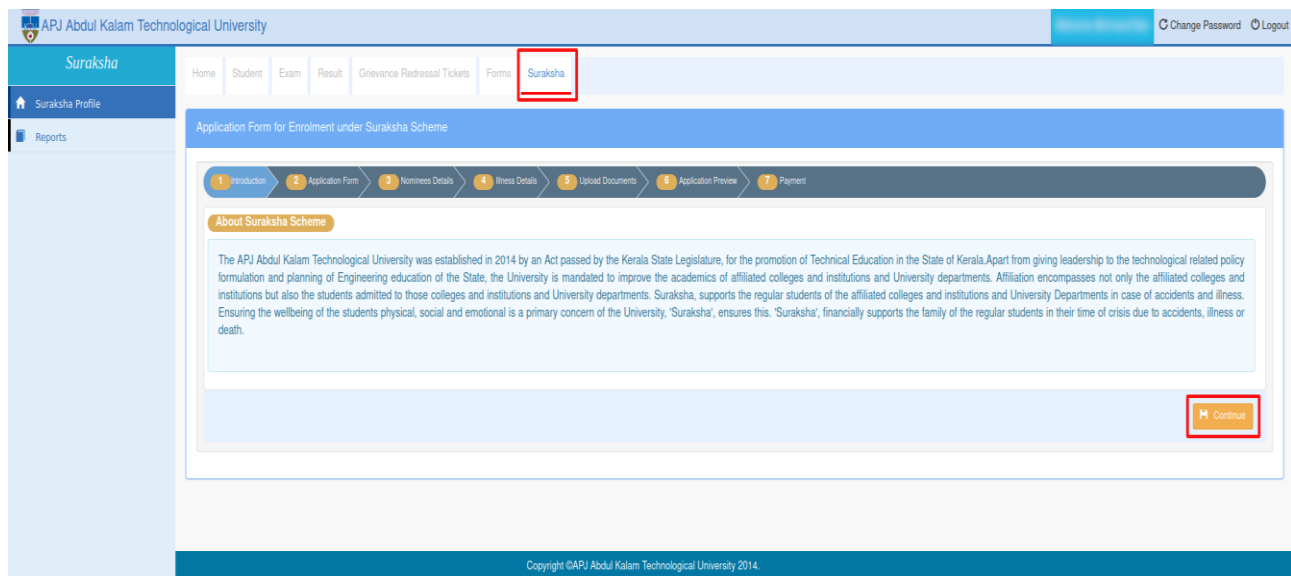 APJ Abdul Kalam Technological University
Change Password Logout
Suraksha
Home Student Exam Result Grievance Redressal Tickets Forms Suraksha
Suraksha Profile
Reports
Application Form for Enrolment under Suraksha Scheme
1 Introduction 2 Application Form 3 Nominees Details 4 Illness Details 5 Upload Documents 6 Application Preview 7 Payment
About Suraksha Scheme
The APJ Abdul Kalam Technological University was established in 2014 by an Act passed by the Kerala State Legislature, for the promotion of Technical Education in the State of Kerala.Apart from giving leadership to the technological related policy
formulation and planning of Engineering education of the State, the University is mandated to improve the academics of affiliated colleges and institutions and University departments. Affiliation encompasses not only the affiliated colleges and
institutions but also the students admitted to those colleges and institutions and University departments. Suraksha, supports the regular students of the affiliated colleges and institutions and University Departments in case of accidents and illness.
Ensuring the wellbeing of the students physical, social and emotional is a primary concern of the University, 'Suraksha', ensures this. 'Suraksha', financially supports the family of the regular students in their time of crisis due to accidents, illness or
death.
Continue
Copyright ©APJ Abdul Kalam Technological University 2014.